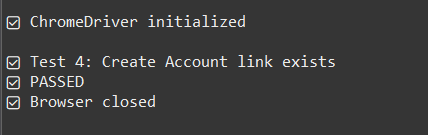 ☑ ChromeDriver initialized
☑ Test 4: Create Account link exists
☑ PASSED
☑ Browser closed